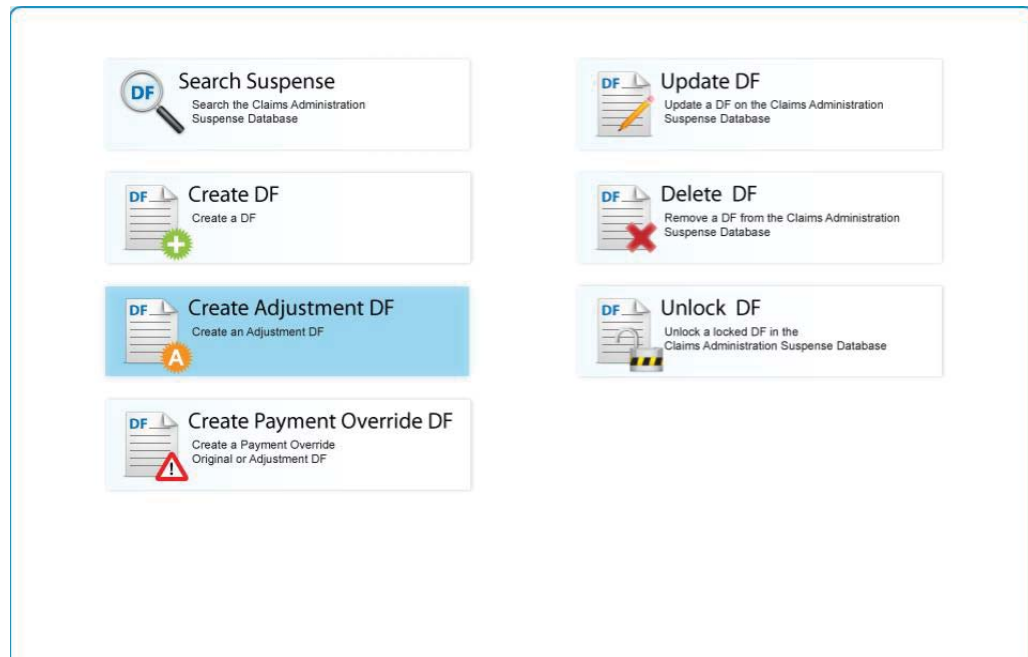 DF
Search Suspense
Search the Claims Administration
Suspense Database
DF
Create DF
Create a DF
DF
Create Adjustment DF
Create an Adjustment DF
A
DF
Create Payment Override DF
Create a Payment Override
Original or Adjustment DF
!
DF
Update DF
Update a DF on the Claims Administration
Suspense Database
DF
Delete DF
Remove a DF from the Claims Administration
Suspense Database
DF
Unlock DF
Unlock a locked DF in the
Claims Administration Suspense Database